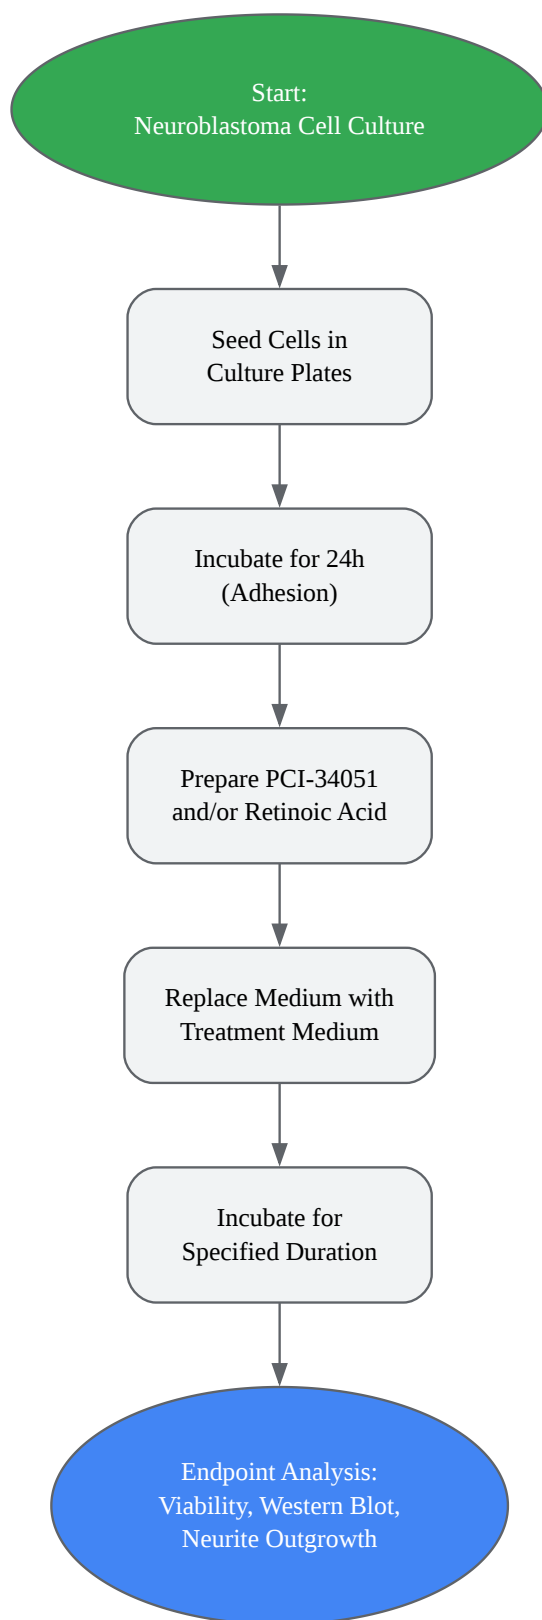 Start:
Neuroblastoma Cell Culture
Seed Cells in
Culture Plates
Incubate for 24h
(Adhesion)
Prepare PCI-34051
and/or Retinoic Acid
Replace Medium with
Treatment Medium
Incubate for
Specified Duration
Endpoint Analysis:
Viability, Western Blot,
Neurite Outgrowth